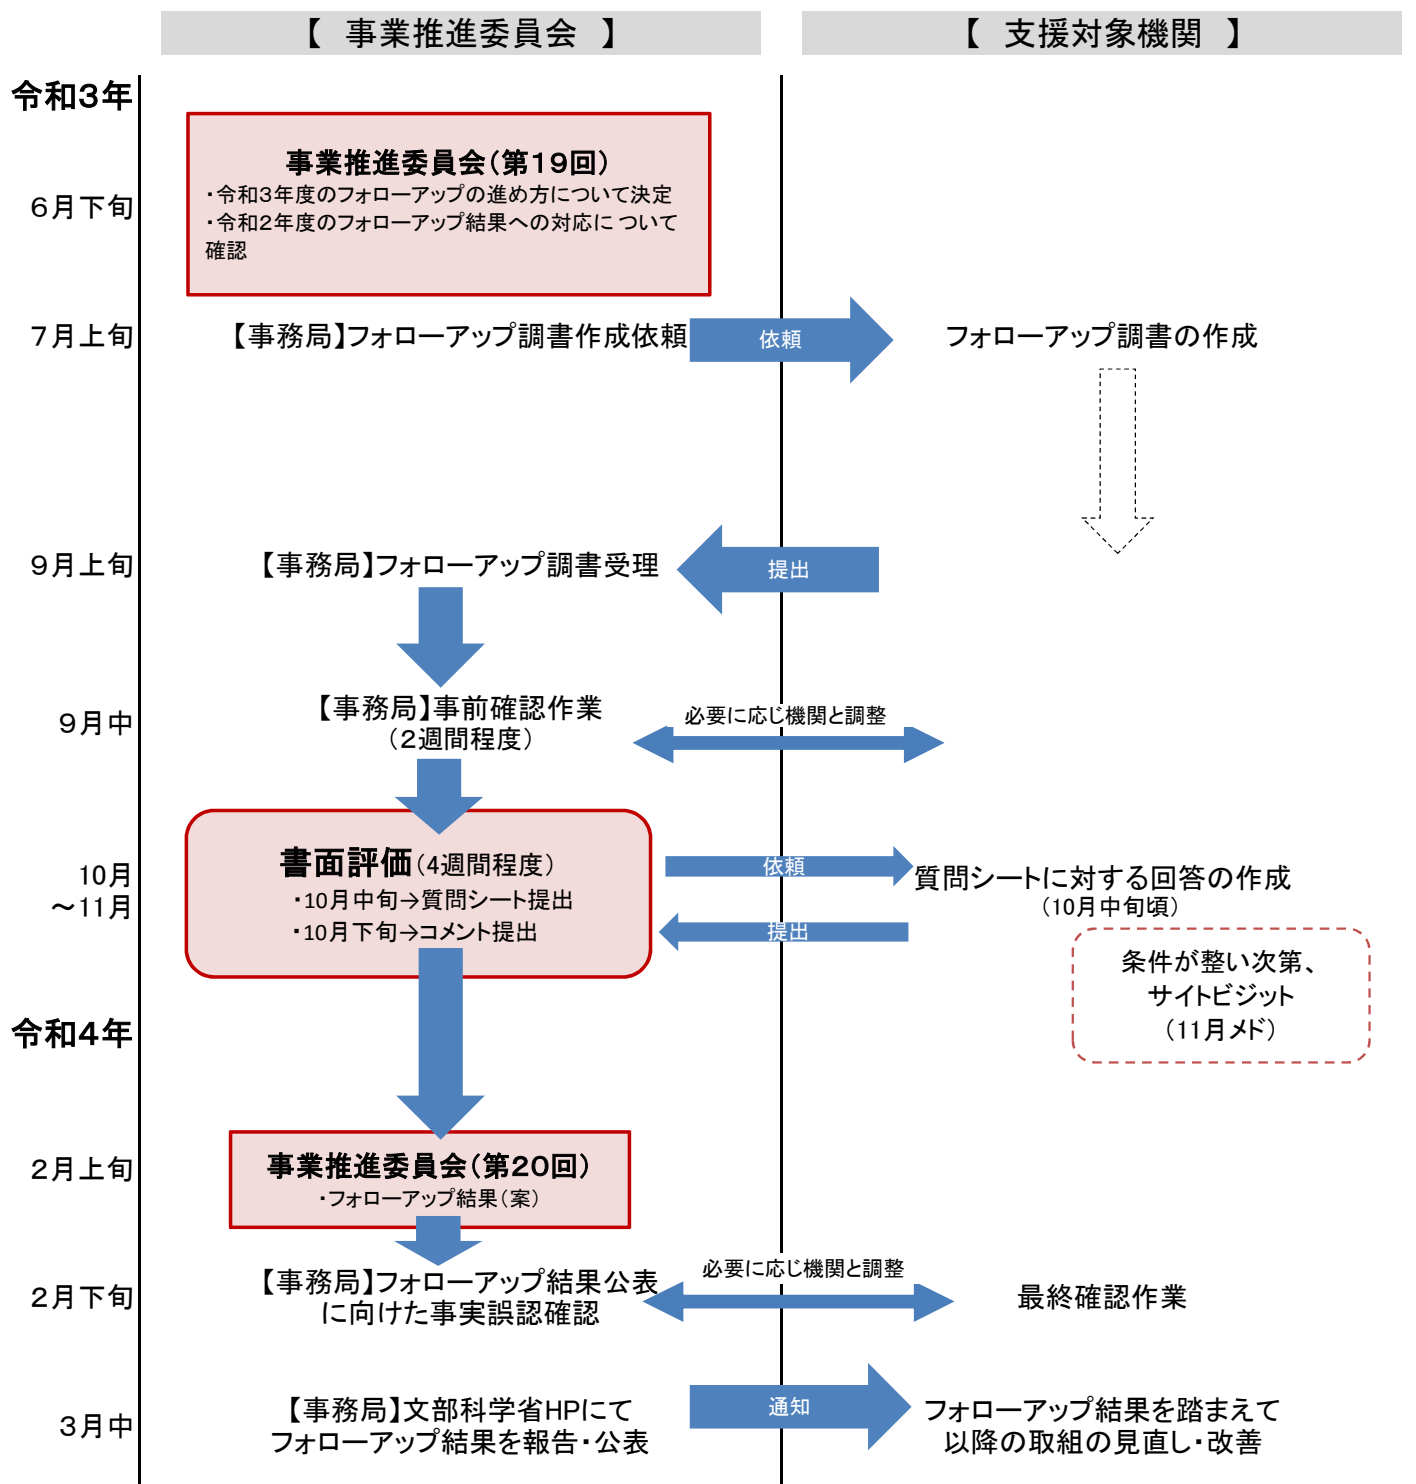 【 事業推進委員会 】
【 支援対象機関 】
令和3年
事業推進委員会(第19回)
・令和3年度のフォローアップの進め方について決定
・令和2年度のフォローアップ結果への対応に ついて
確認
6月下旬
7月上旬
【事務局】フォローアップ調書作成依頼
依頼
フォローアップ調書の作成
9月上旬
【事務局】フォローアップ調書受理
提出
9月中
【事務局】事前確認作業
(2週間程度)
必要に応じ機関と調整
10月
～11月
書面評価(4週間程度)
・10月中旬→質問シート提出
・10月下旬→コメント提出
依頼
提出
質問シートに対する回答の作成
(10月中旬頃)
条件が整い次第、
サイトビジット
(11月メド)
令和4年
2月上旬
事業推進委員会(第20回)
・フォローアップ結果(案)
2月下旬
【事務局】フォローアップ結果公表
に向けた事実誤認確認
必要に応じ機関と調整
最終確認作業
3月中
【事務局】文部科学省HPにて
フォローアップ結果を報告・公表
通知
フォローアップ結果を踏まえて
以降の取組の見直し・改善